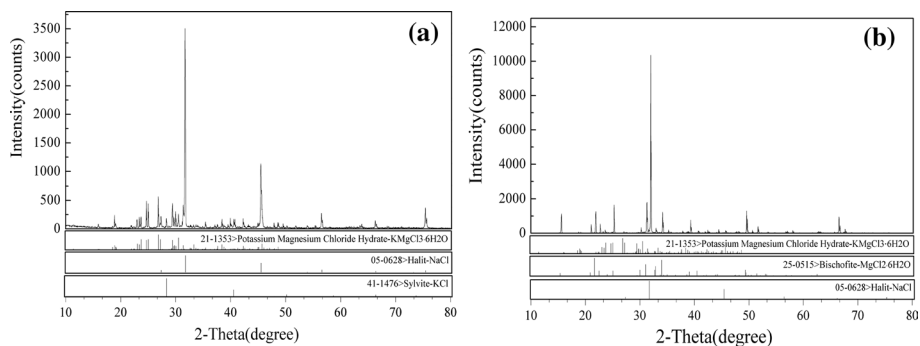 (a)
Intensity(counts)
3500
3000
2500
2000
1500
1000
500
0
21-1353>Potassium Magnesium Chloride Hydrate-KMgCl3·6H2O
05-0628>Halit-NaCl
41-1476>Sylvite-KCl
10 20 30 40 50 60 70 80
2-Theta(degree)
(b)
Intensity(counts)
12000
10000
8000
6000
4000
2000
0
21-1353>Potassium Magnesium Chloride Hydrate-KMgCl3·6H2O
25-0515>Bischofite-MgCl2·6H2O
05-0628>Halit-NaCl
10 20 30 40 50 60 70 80
2-Theta(degree)